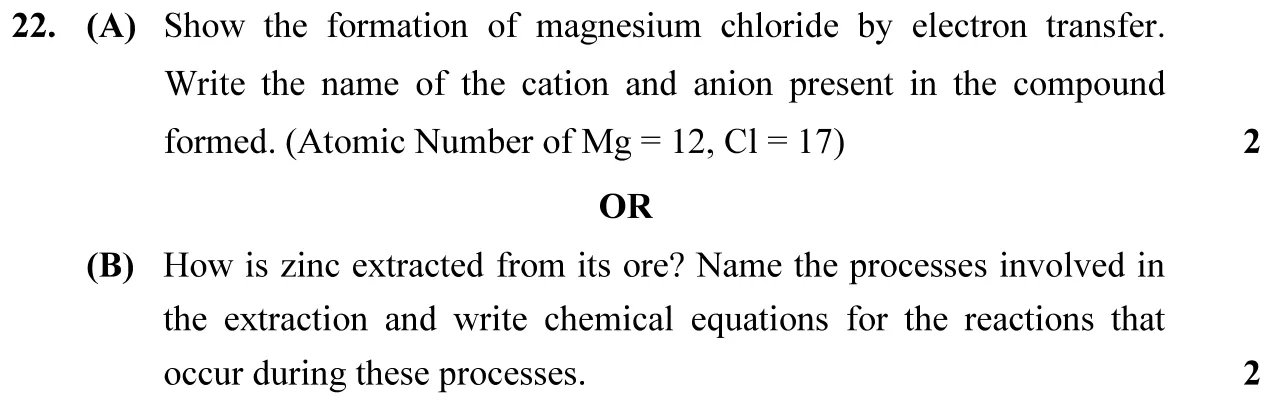 22. (A) Show the formation of magnesium chloride by electron transfer.
Write the name of the cation and anion present in the compound
formed. (Atomic Number of Mg = 12, Cl = 17) 2
OR
(B) How is zinc extracted from its ore? Name the processes involved in
the extraction and write chemical equations for the reactions that
occur during these processes. 2